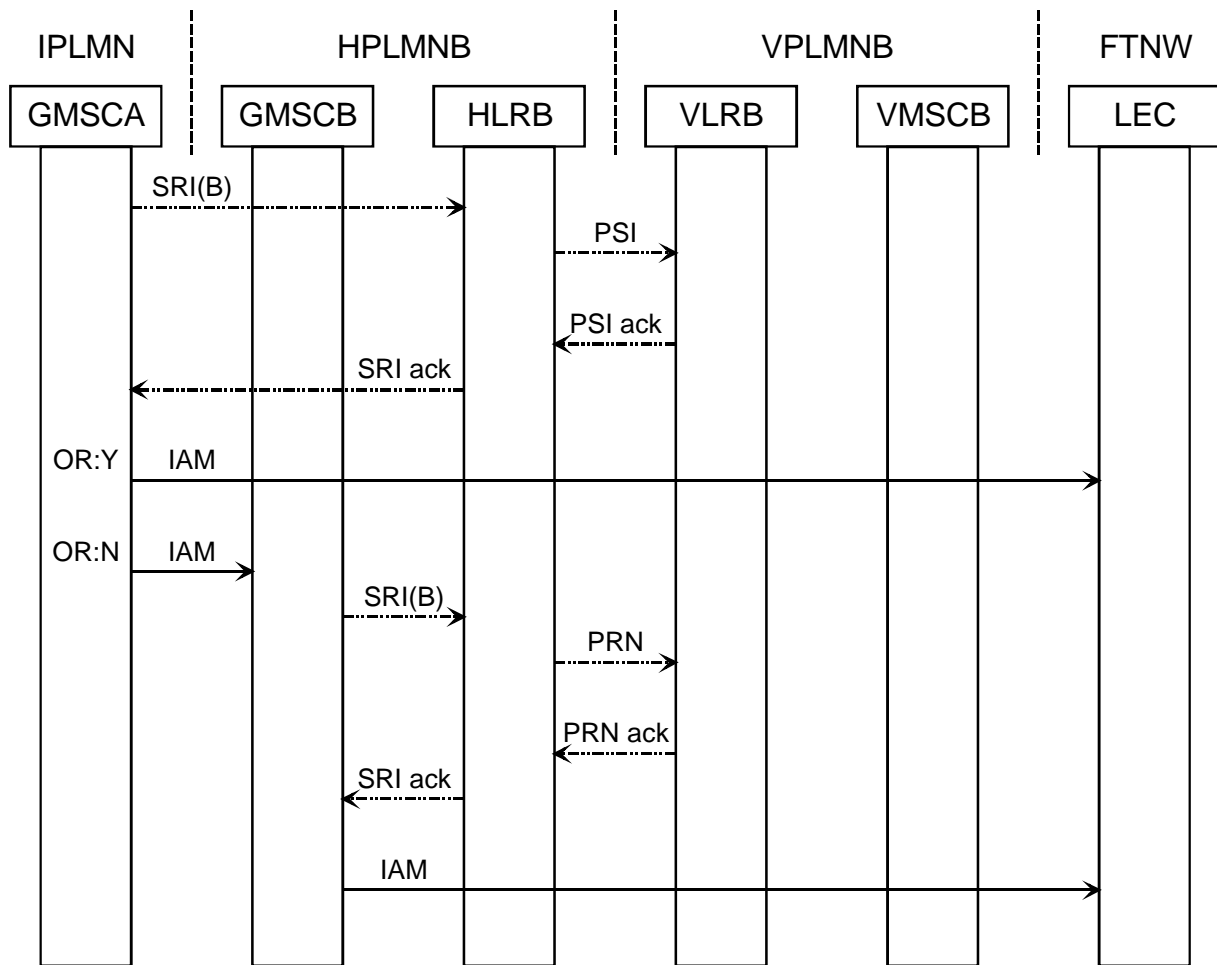 IPLMN HPLMNB VPLMNB FTNW
GMSCA GMSCB HLRB VLRB VMSCB LEC
SRI(B)
PSI
PSI ack
SRI ack
OR:Y IAM
OR:N IAM
SRI(B)
PRN
PRN ack
SRI ack
IAM